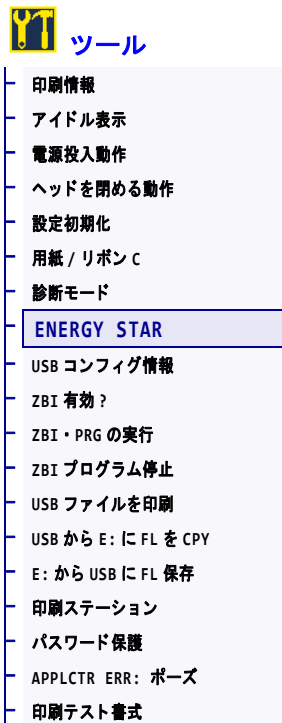 ツール
印刷情報
アイドル表示
電源投入動作
ヘッドを閉める動作
設定初期化
用紙 / リボン C
診断モード
ENERGY STAR
USB コンフィグ情報
ZBI 有効 ?
ZBI・PRG の実行
ZBI プログラム停止
USB ファイルを印刷
USB から E: に FL を CPY
E: から USB に FL 保存
印刷ステーション
パスワード保護
APPLCTR ERR: ポーズ
印刷テスト書式